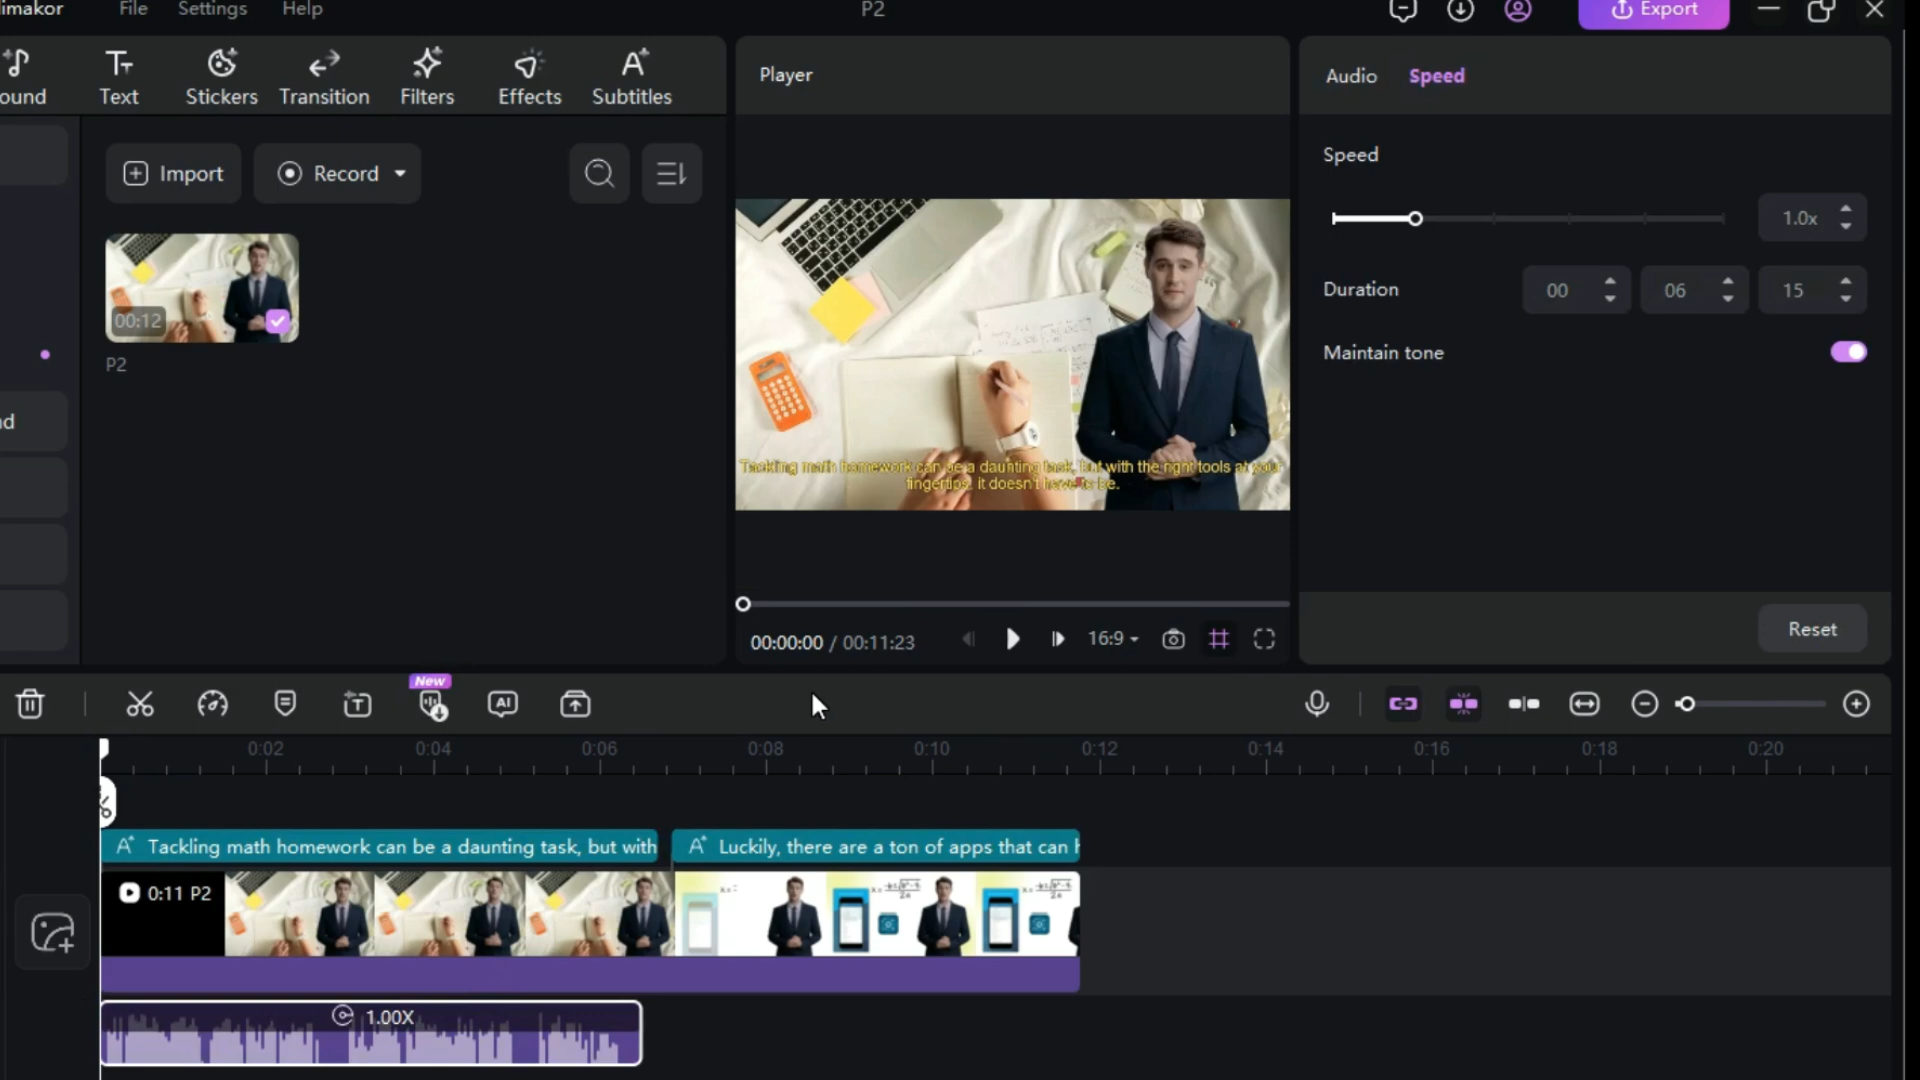 imakor File Settings Help P2 Export
ound Text Stickers Transition Filters Effects Subtitles
Player
Audio Speed
Import Record
00:12
P2
nd
Tackling math homework can be a daunting task, but with the right tools at your
fingertips, it doesn't have to be.
00:00:00 / 00:11:23 16:9
Speed
1.0x
Duration 00 06 15
Maintain tone
Reset
New
AI
0:02 0:04 0:06 0:08 0:10 0:12 0:14 0:16 0:18 0:20
Tackling math homework can be a daunting task, but with
Luckily, there are a ton of apps that can h
0:11 P2
1.00X